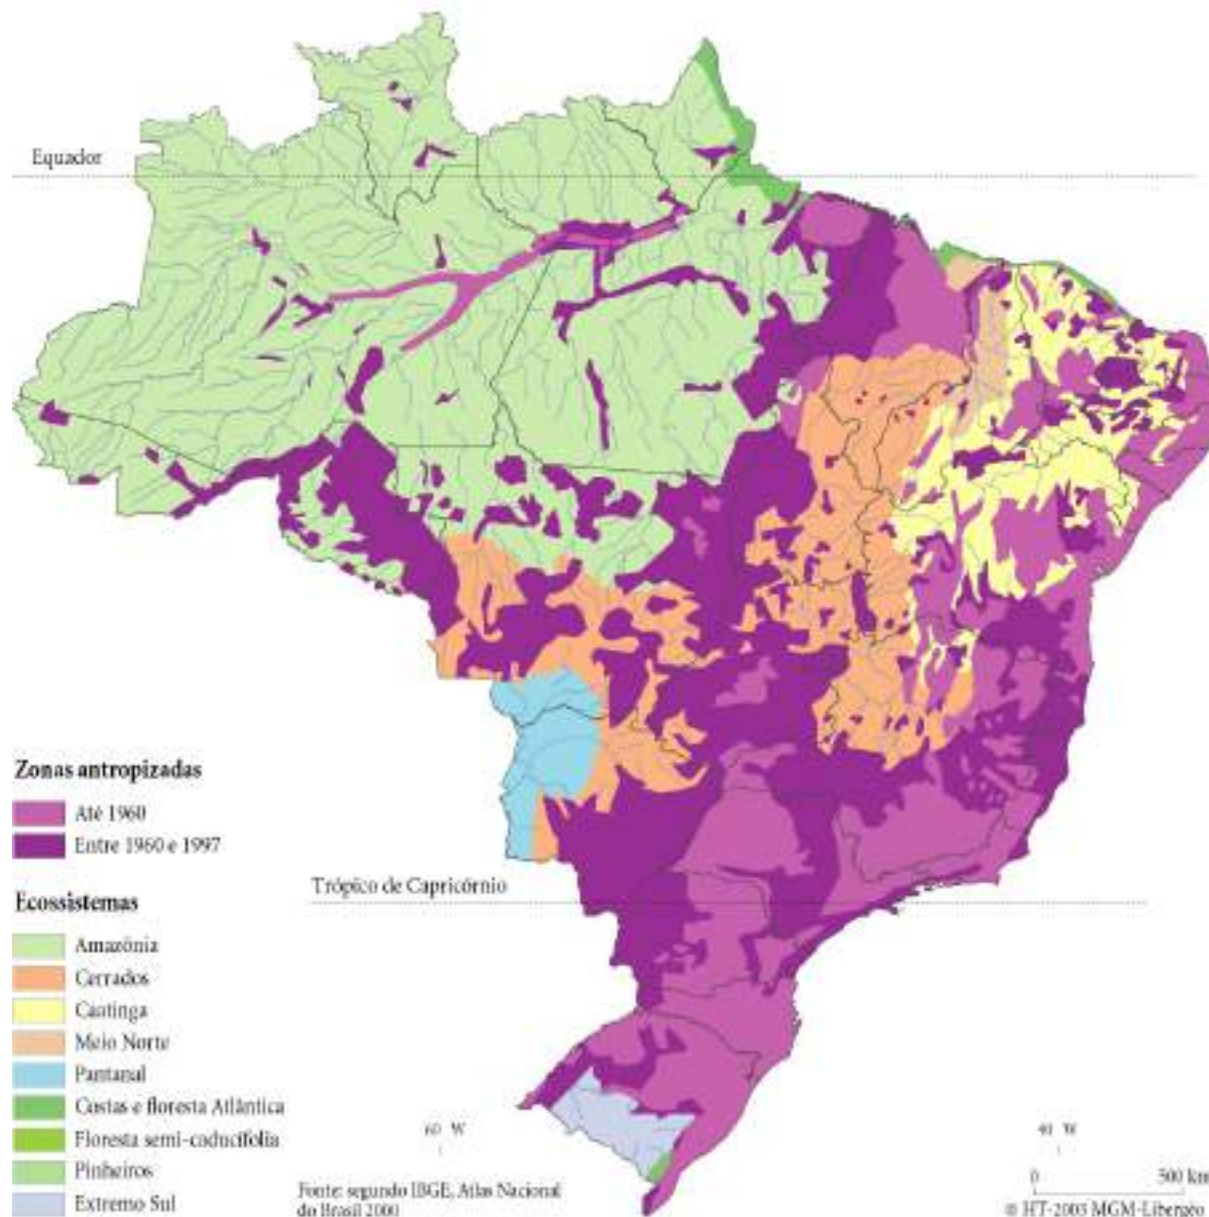 Equador
Zonas antropizadas
Até 1960
Entre 1960 e 1997
Trópico de Capricórnio
Ecossistemas
Amazônia
Cerrados
Caatinga
Meio Norte
Pantanal
Costas e floresta Atlântica
Floresta semi-caducifolia
Pinheiros
Extremo Sul
60 W
40 W
0 500 km
Fonte: segundo IBGE, Atlas Nacional
do Brasil 2000
© HT-2003 MGM-Libergéo